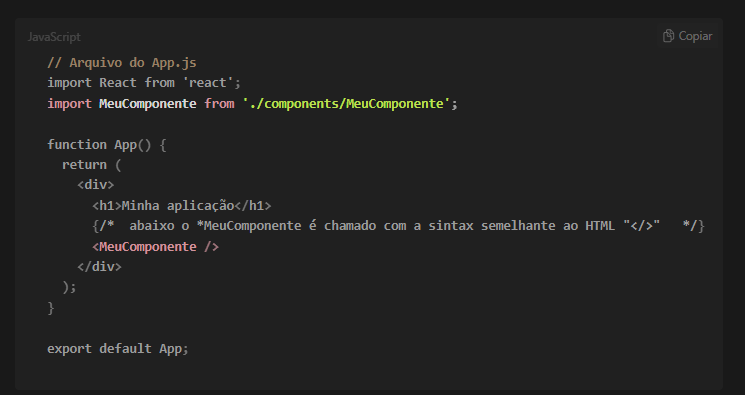 JavaScript
Copiar
// Arquivo do App.js
import React from 'react';
import MeuComponente from './components/MeuComponente';
function App() {
return (
<div>
<h1>Minha aplicação</h1>
{/*  abaixo o *MeuComponente é chamado com a sintax semelhante ao HTML "</>"   */}
<MeuComponente />
</div>
);
}
export default App;